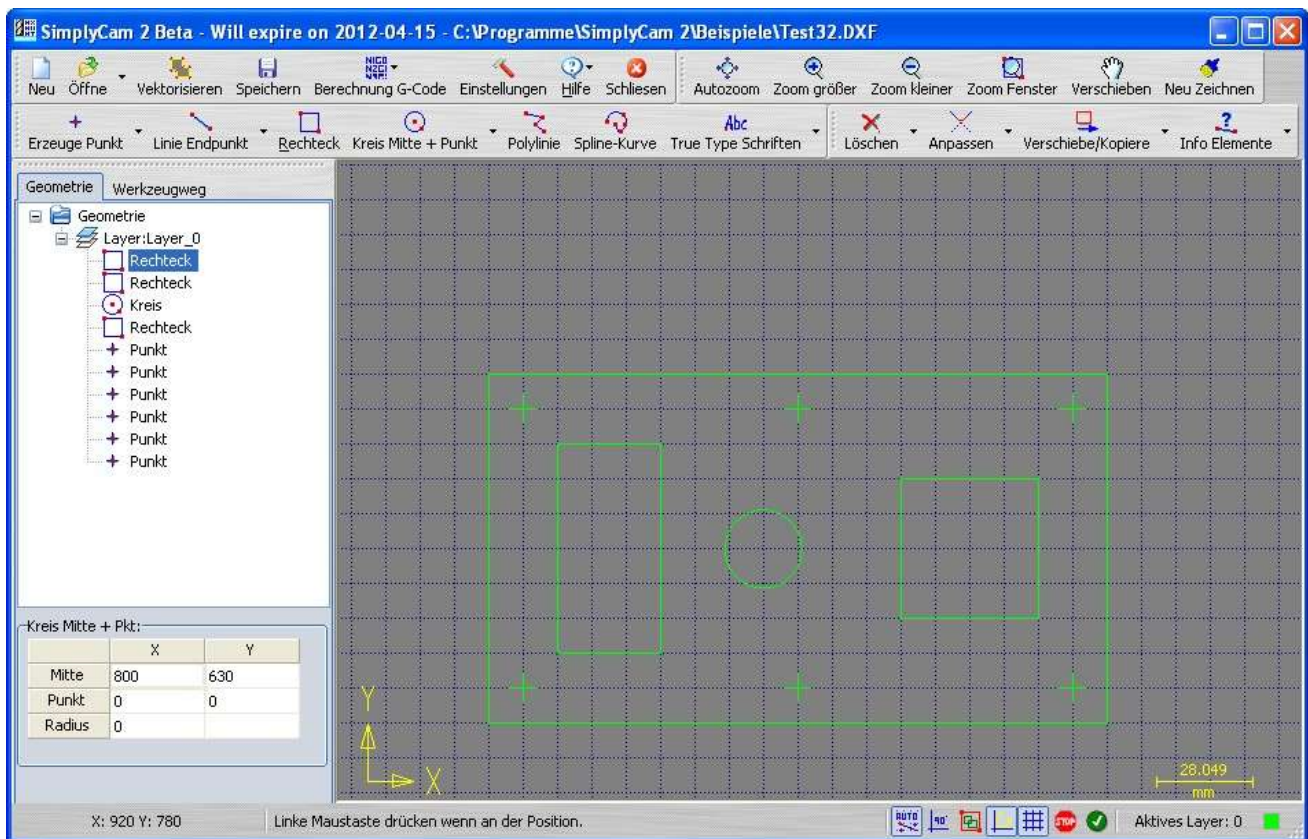 SimplyCam 2 Beta - Will expire on 2012-04-15 - C:\Programme\SimplyCam 2\Beispiele\Test32.DXF
Neu Öffne Vektorisieren Speichern Berechnung G-Code Einstellungen Hilfe Schliesen Autozoom Zoom größer Zoom kleiner Zoom Fenster Verschieben Neu Zeichnen
Abc
Erzeuge Punkt Linie Endpunkt Rechteck Kreis Mitte + Punkt Polylinie Spline-Kurve True Type Schriften Löschen Anpassen Verschiebe/Kopiere Info Elemente
Geometrie Werkzeugweg
Geometrie
Layer:Layer_0
Rechteck
Rechteck
Kreis
Rechteck
Punkt
Punkt
Punkt
Punkt
Punkt
Punkt
Kreis Mitte + Pkt:
X Y
Mitte 800 630
Punkt 0 0
Radius 0
Y
X
28.049
mm
X: 920 Y: 780 Linke Maustaste drücken wenn an der Position. AUTO 90° STOP Aktives Layer: 0